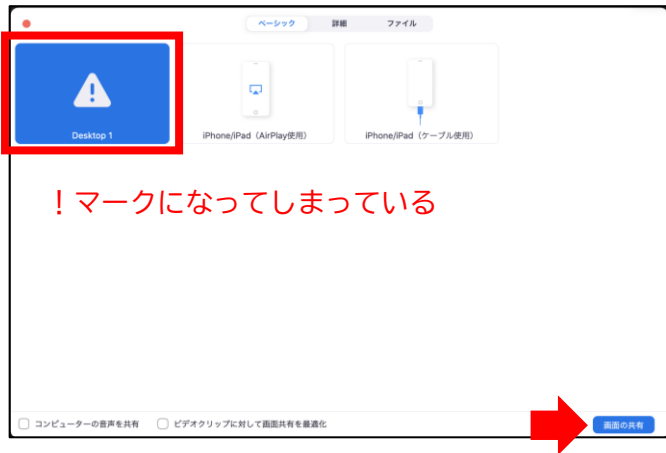 ベーシック 詳細 ファイル
Desktop 1 iPhone/iPad（AirPlay使用） iPhone/iPad（ケーブル使用）
！マークになってしまっている
コンピューターの音声を共有 ビデオクリップに対して画面共有を最適化 画面の共有